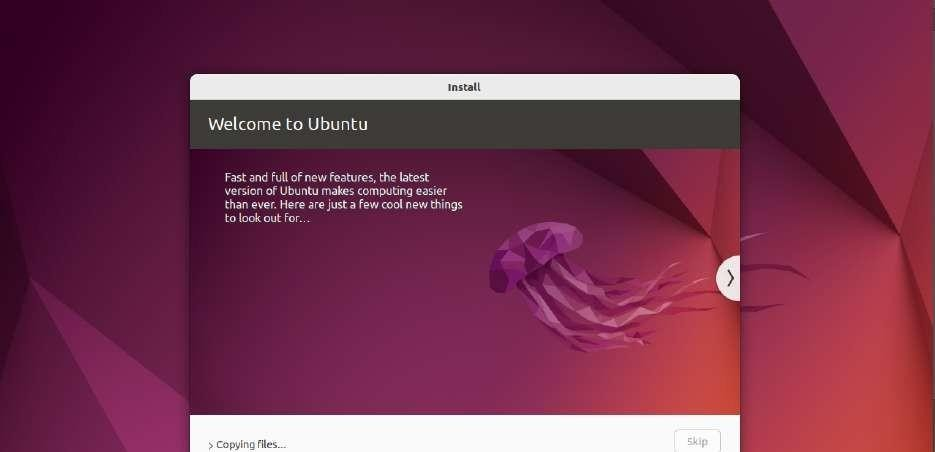 Install
Welcome to Ubuntu
Fast and full of new features, the latest
version of Ubuntu makes computing easier
than ever. Here are just a few cool new things
to look out for...
> Copying files...
Skip